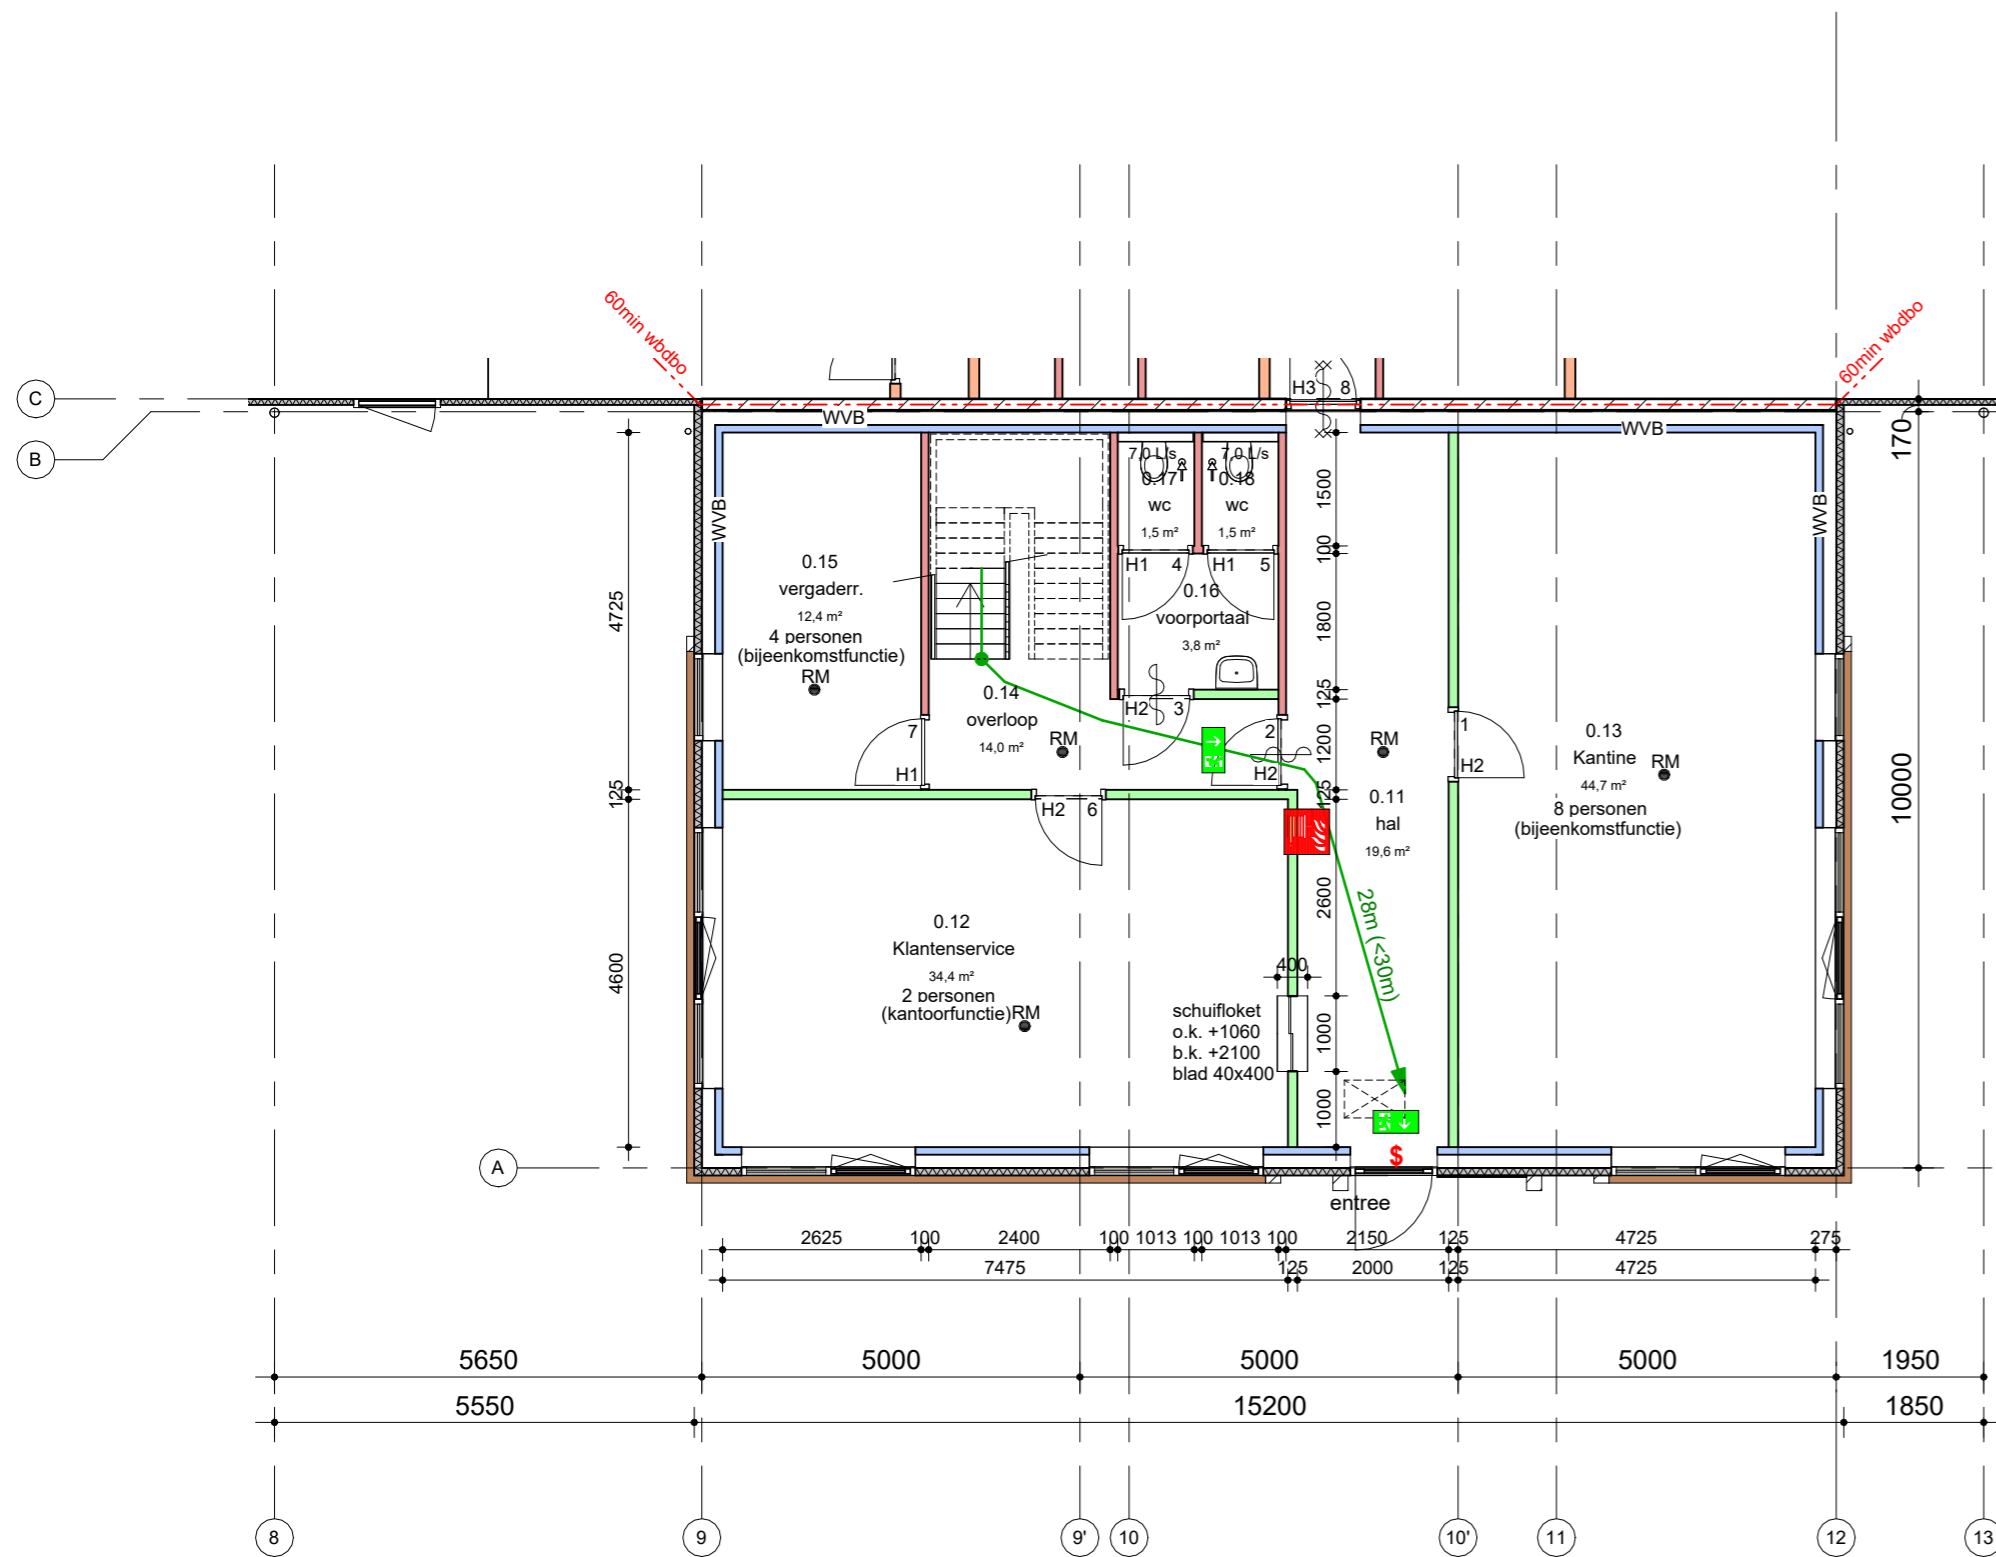 60min wbdbo
60min wbdbo
C
B
H3
8
WVB
WVB
WVB
WVB
170
7,0 L/s
7,0 L/s
0.17
wc
1,5 m²
0.18
wc
1,5 m²
1500
100
H1
4
H1
5
0.15
vergaderr.
12,4 m²
4 personen
(bijeenkomstfunctie)
RM
0.16
voorportaal
3,8 m²
4725
1800
125
0.14
overloop
14,0 m²
RM
H2
3
7
H1
2
H2
1200
RM
1
H2
0.13
Kantine
44,7 m²
8 personen
(bijeenkomstfunctie)
RM
10000
125
125
H2
6
0.11
hal
19,6 m²
2600
28m (<30m)
0.12
Klantenservice
34,4 m²
2 personen
(kantoorfunctie)
RM
4600
400
schuifloket
o.k. +1060
b.k. +2100
blad 40x400
1000
1000
A
$
entree
2625
100
2400
100
1013
100
1013
100
2150
125
4725
275
7475
125
2000
125
4725
5650
5000
5000
5000
1950
5550
15200
1850
8
9
9'
10
10'
11
12
13